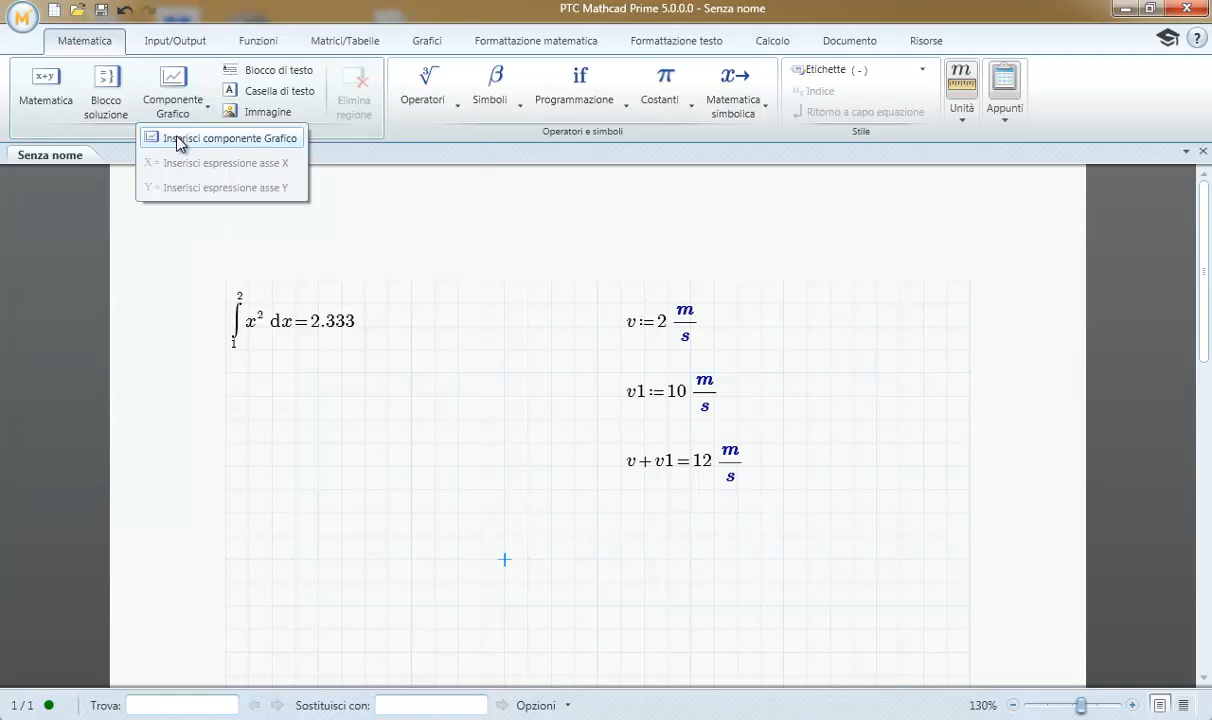 M
PTC Mathcad Prime 5.0.0.0 - Senza nome
Matematica Input/Output Funzioni Matrici/Tabelle Grafici Formattazione matematica Formattazione testo Calcolo Documento Risorse ?
x+y Matematica
Blocco soluzione
Componente Grafico
Blocco di testo
A Casella di testo
Immagine
Elimina regione
∛ Operatori
β Simboli
if Programmazione
π Costanti
x→ Matematica simbolica
Operatori e simboli
Etichette ( - )
Indice
Ritorno a capo equazione
Stile
m Unità
Appunti
Inserisci componente Grafico
X= Inserisci espressione asse X
Y= Inserisci espressione asse Y
Senza nome
∫₁² x² dx = 2.333
v := 2 m/s
v1 := 10 m/s
v + v1 = 12 m/s
1 / 1 Trova: Sostituisci con: Opzioni 130%